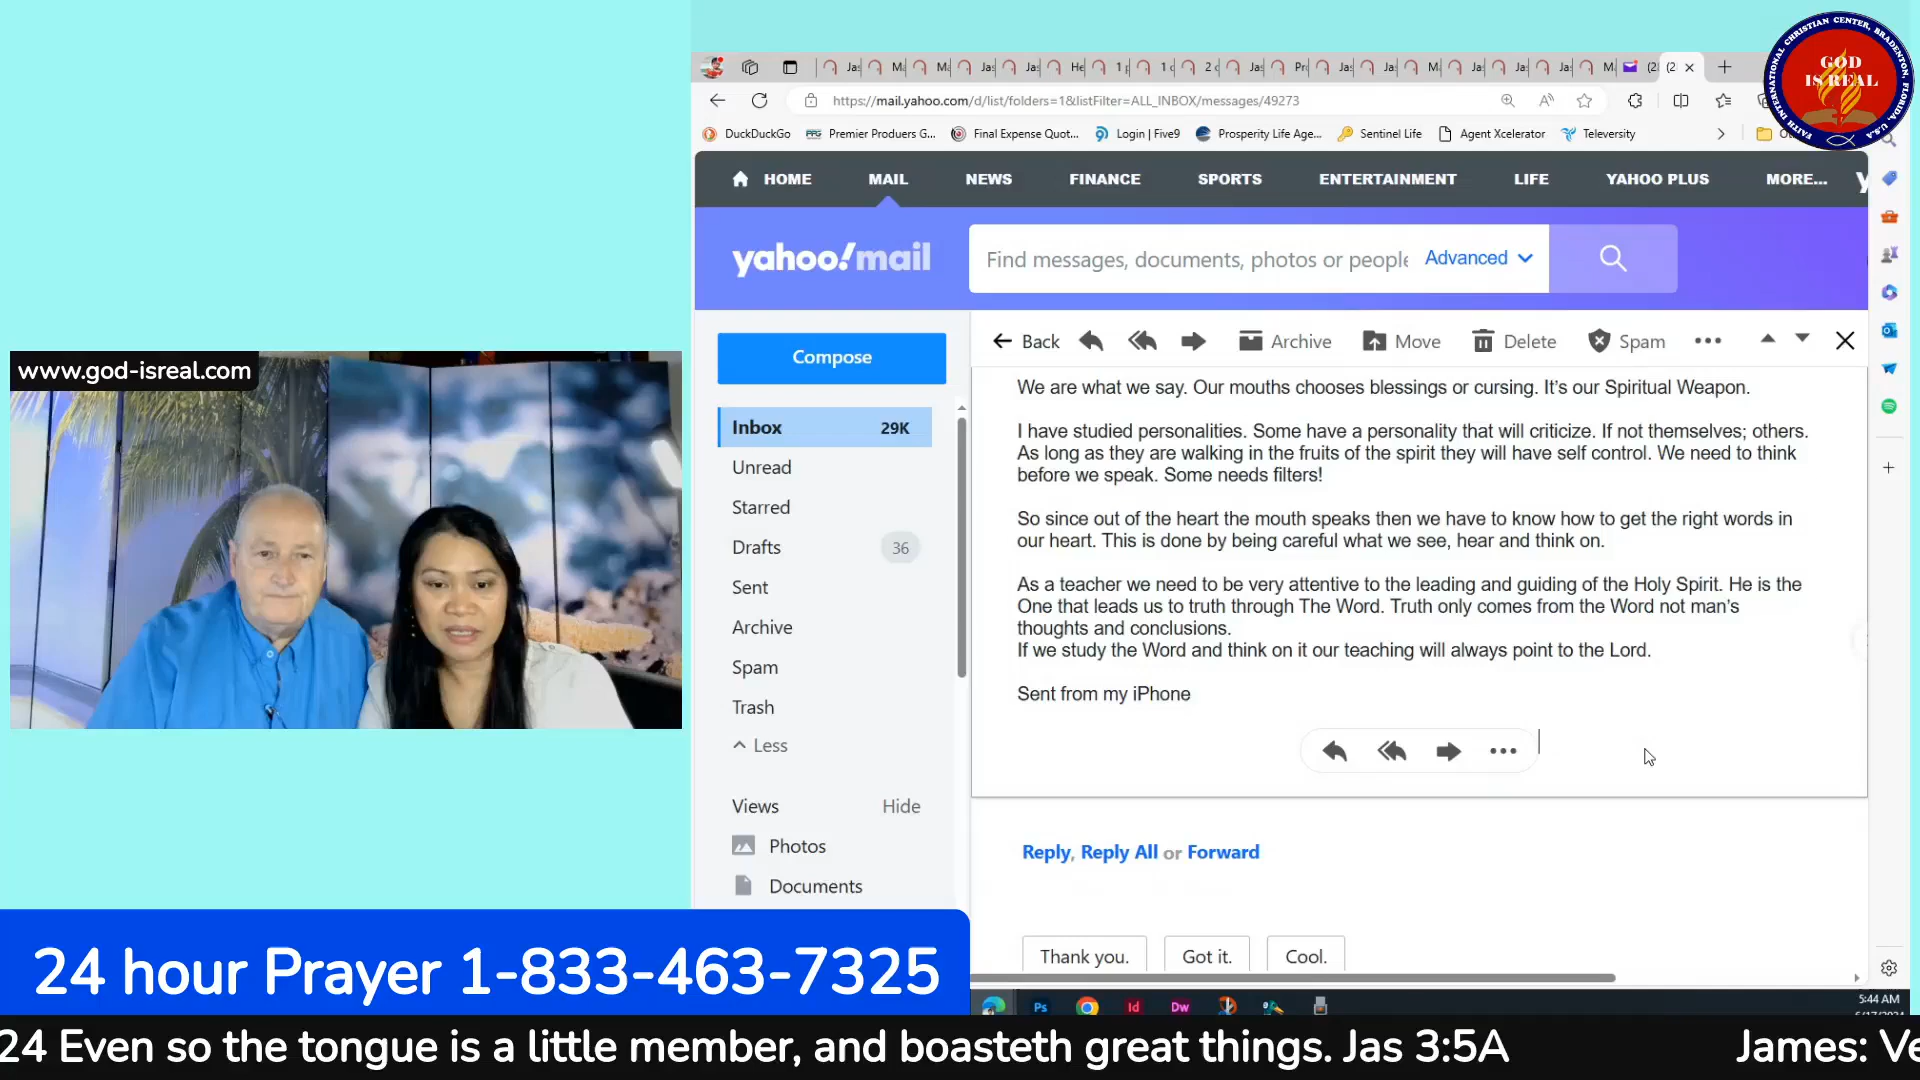 INTERNATIONAL CHRISTIAN CENTER, BRADENTON, FLORIDA, U.S.A
FAITH
GOD
IS REAL
https://mail.yahoo.com/d/list/folders=1&listFilter=ALL_INBOX/messages/49273
DuckDuckGo Premier Produers G... Final Expense Quot... Login | Five9 Prosperity Life Age... Sentinel Life Agent Xcelerator Televersity
HOME MAIL NEWS FINANCE SPORTS ENTERTAINMENT LIFE YAHOO PLUS MORE...
yahoo!mail
Find messages, documents, photos or people
Advanced
Compose
Back Archive Move Delete Spam
Inbox 29K
Unread
Starred
Drafts 36
Sent
Archive
Spam
Trash
Less
Views Hide
Photos
Documents
We are what we say. Our mouths chooses blessings or cursing. It’s our Spiritual Weapon.
I have studied personalities. Some have a personality that will criticize. If not themselves; others.
As long as they are walking in the fruits of the spirit they will have self control. We need to think
before we speak. Some needs filters!
So since out of the heart the mouth speaks then we have to know how to get the right words in
our heart. This is done by being careful what we see, hear and think on.
As a teacher we need to be very attentive to the leading and guiding of the Holy Spirit. He is the
One that leads us to truth through The Word. Truth only comes from the Word not man’s
thoughts and conclusions.
If we study the Word and think on it our teaching will always point to the Lord.
Sent from my iPhone
Reply, Reply All or Forward
Thank you. Got it. Cool.
www.god-isreal.com
24 hour Prayer 1-833-463-7325
Ps Id Dw
5:44 AM
24 Even so the tongue is a little member, and boasteth great things. Jas 3:5A James: Ve